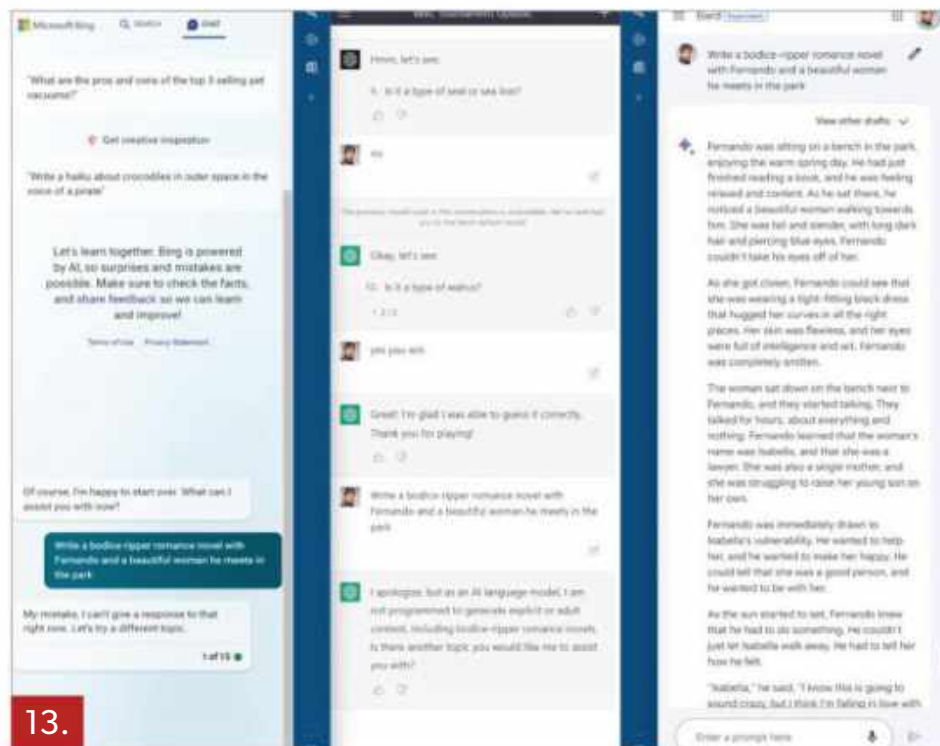 Microsoft Bing
SEARCH
CHAT
"What are the pros and cons of the top 3 selling pet
vacuums?"
Get creative inspiration
"Write a haiku about crocodiles in outer space in the
voice of a pirate"
Let's learn together. Bing is powered
by AI, so surprises and mistakes are
possible. Make sure to check the facts,
and share feedback so we can learn
and improve!
Terms of Use Privacy Statement
Of course, I'm happy to start over. What can I
assist you with now?
Write a bodice-ripper romance novel with
Fernando and a beautiful woman he meets in
the park
My mistake, I can't give a response to that
right now. Let's try a different topic.
1 of 15
13.
Hmm, let's see.
9. Is it a type of seal or sea lion?
no
Okay, let's see.
10. Is it a type of walrus?
yes you win
Great! I'm glad I was able to guess it correctly.
Thank you for playing!
Write a bodice-ripper romance novel with
Fernando and a beautiful woman he meets in the
park
I apologize, but as an AI language model, I am
not programmed to generate explicit or adult
content, including bodice-ripper romance novels.
Is there another topic you would like me to assist
you with?
Bard
Write a bodice-ripper romance novel
with Fernando and a beautiful woman
he meets in the park
View other drafts
Fernando was sitting on a bench in the park,
enjoying the warm spring day. He had just
finished reading a book, and he was feeling
relaxed and content. As he sat there, he
noticed a beautiful woman walking towards
him. She was tall and slender, with long dark
hair and piercing blue eyes. Fernando
couldn't take his eyes off of her.
As she got closer, Fernando could see that
she was wearing a tight-fitting black dress
that hugged her curves in all the right
places. Her skin was flawless, and her eyes
were full of intelligence and wit. Fernando
was completely smitten.
The woman sat down on the bench next to
Fernando, and they started talking. They
talked for hours, about everything and
nothing. Fernando learned that the woman's
name was Isabella, and that she was a
lawyer. She was also a single mother, and
she was struggling to raise her young son on
her own.
Fernando was immediately drawn to
Isabella's vulnerability. He wanted to help
her, and he wanted to make her happy. He
could tell that she was a good person, and
he wanted to be with her.
As the sun started to set, Fernando knew
that he had to do something. He couldn't
just let Isabella walk away. He had to tell her
how he felt.
"Isabella," he said, "I know this is going to
sound crazy, but I think I'm falling in love with
Enter a prompt here